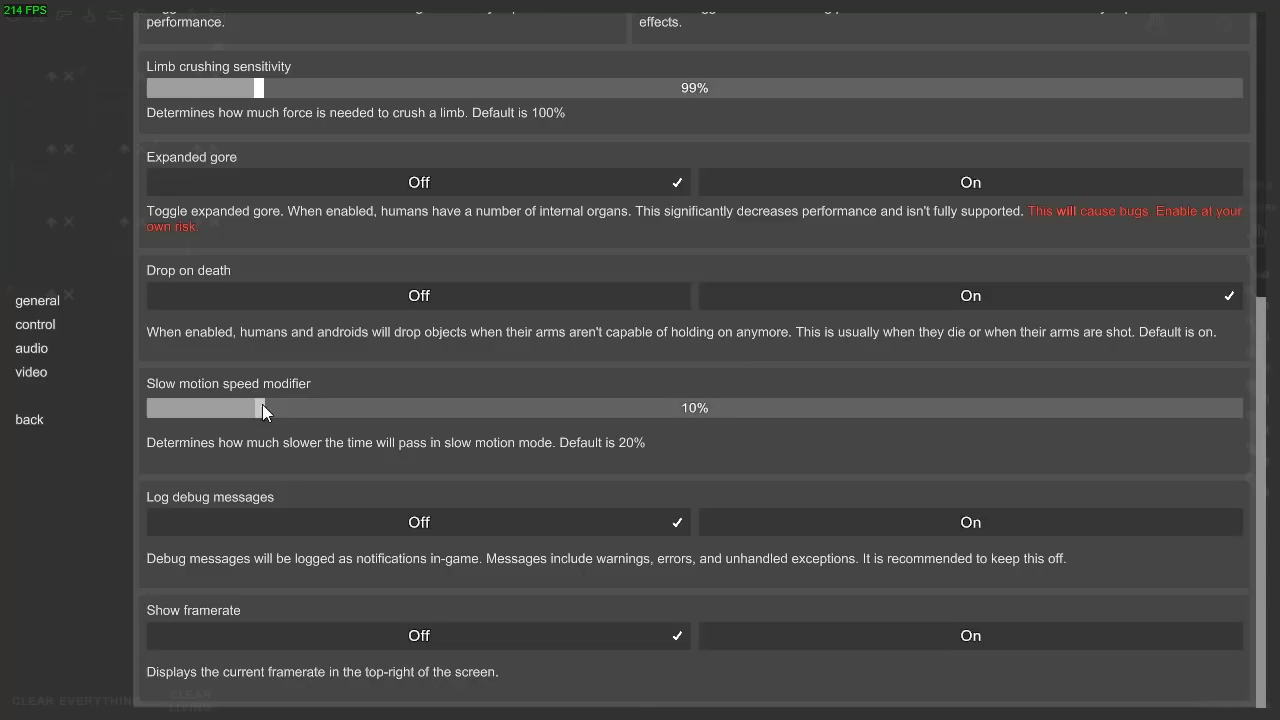 214 FPS
performance.
effects.
Limb crushing sensitivity
99%
Determines how much force is needed to crush a limb. Default is 100%
Expanded gore
Off
On
Toggle expanded gore. When enabled, humans have a number of internal organs. This significantly decreases performance and isn't fully supported. This will cause bugs. Enable at your
own risk.
Drop on death
Off
On
When enabled, humans and androids will drop objects when their arms aren't capable of holding on anymore. This is usually when they die or when their arms are shot. Default is on.
general
control
audio
video
back
Slow motion speed modifier
10%
Determines how much slower the time will pass in slow motion mode. Default is 20%
Log debug messages
Off
On
Debug messages will be logged as notifications in-game. Messages include warnings, errors, and unhandled exceptions. It is recommended to keep this off.
Show framerate
Off
On
Displays the current framerate in the top-right of the screen.
CLEAR EVERYTHING
CLEAR
LIVING